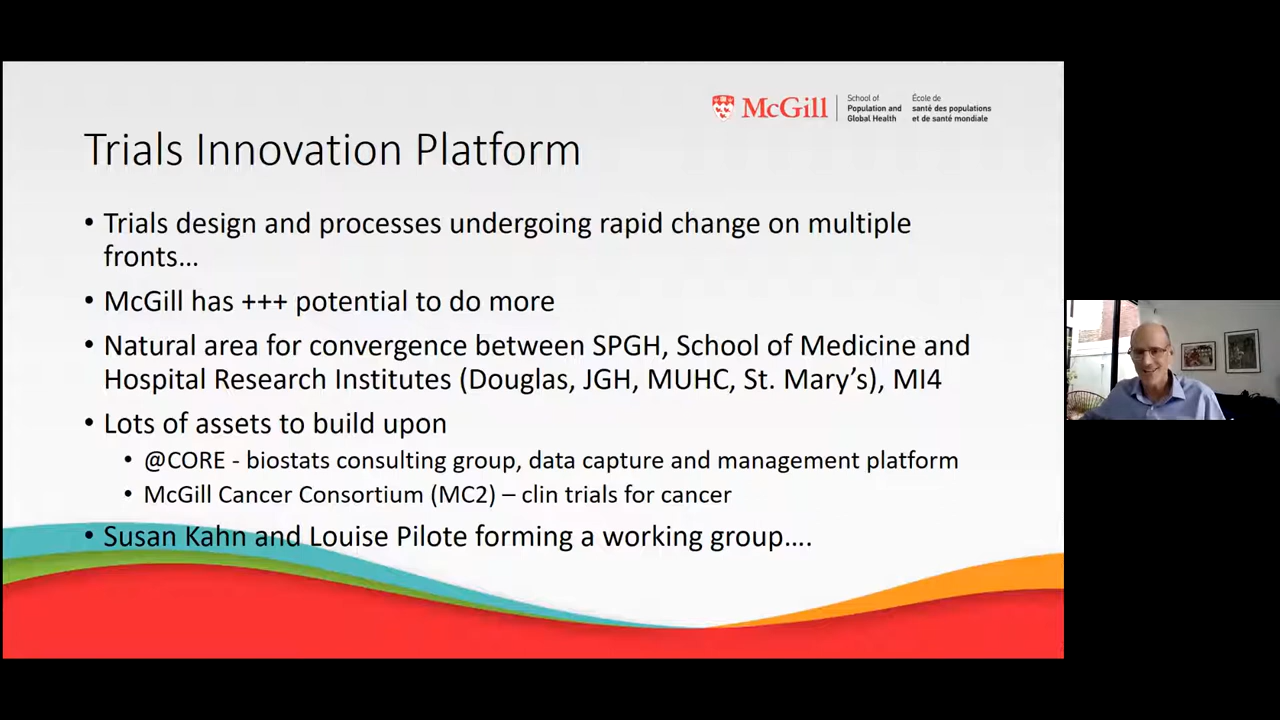 McGill
School of
Population and
Global Health
École de
santé des populations
et de santé mondiale
Trials Innovation Platform
• Trials design and processes undergoing rapid change on multiple
fronts...
• McGill has +++ potential to do more
• Natural area for convergence between SPGH, School of Medicine and
Hospital Research Institutes (Douglas, JGH, MUHC, St. Mary’s), MI4
• Lots of assets to build upon
• @CORE - biostats consulting group, data capture and management platform
• McGill Cancer Consortium (MC2) – clin trials for cancer
• Susan Kahn and Louise Pilote forming a working group....